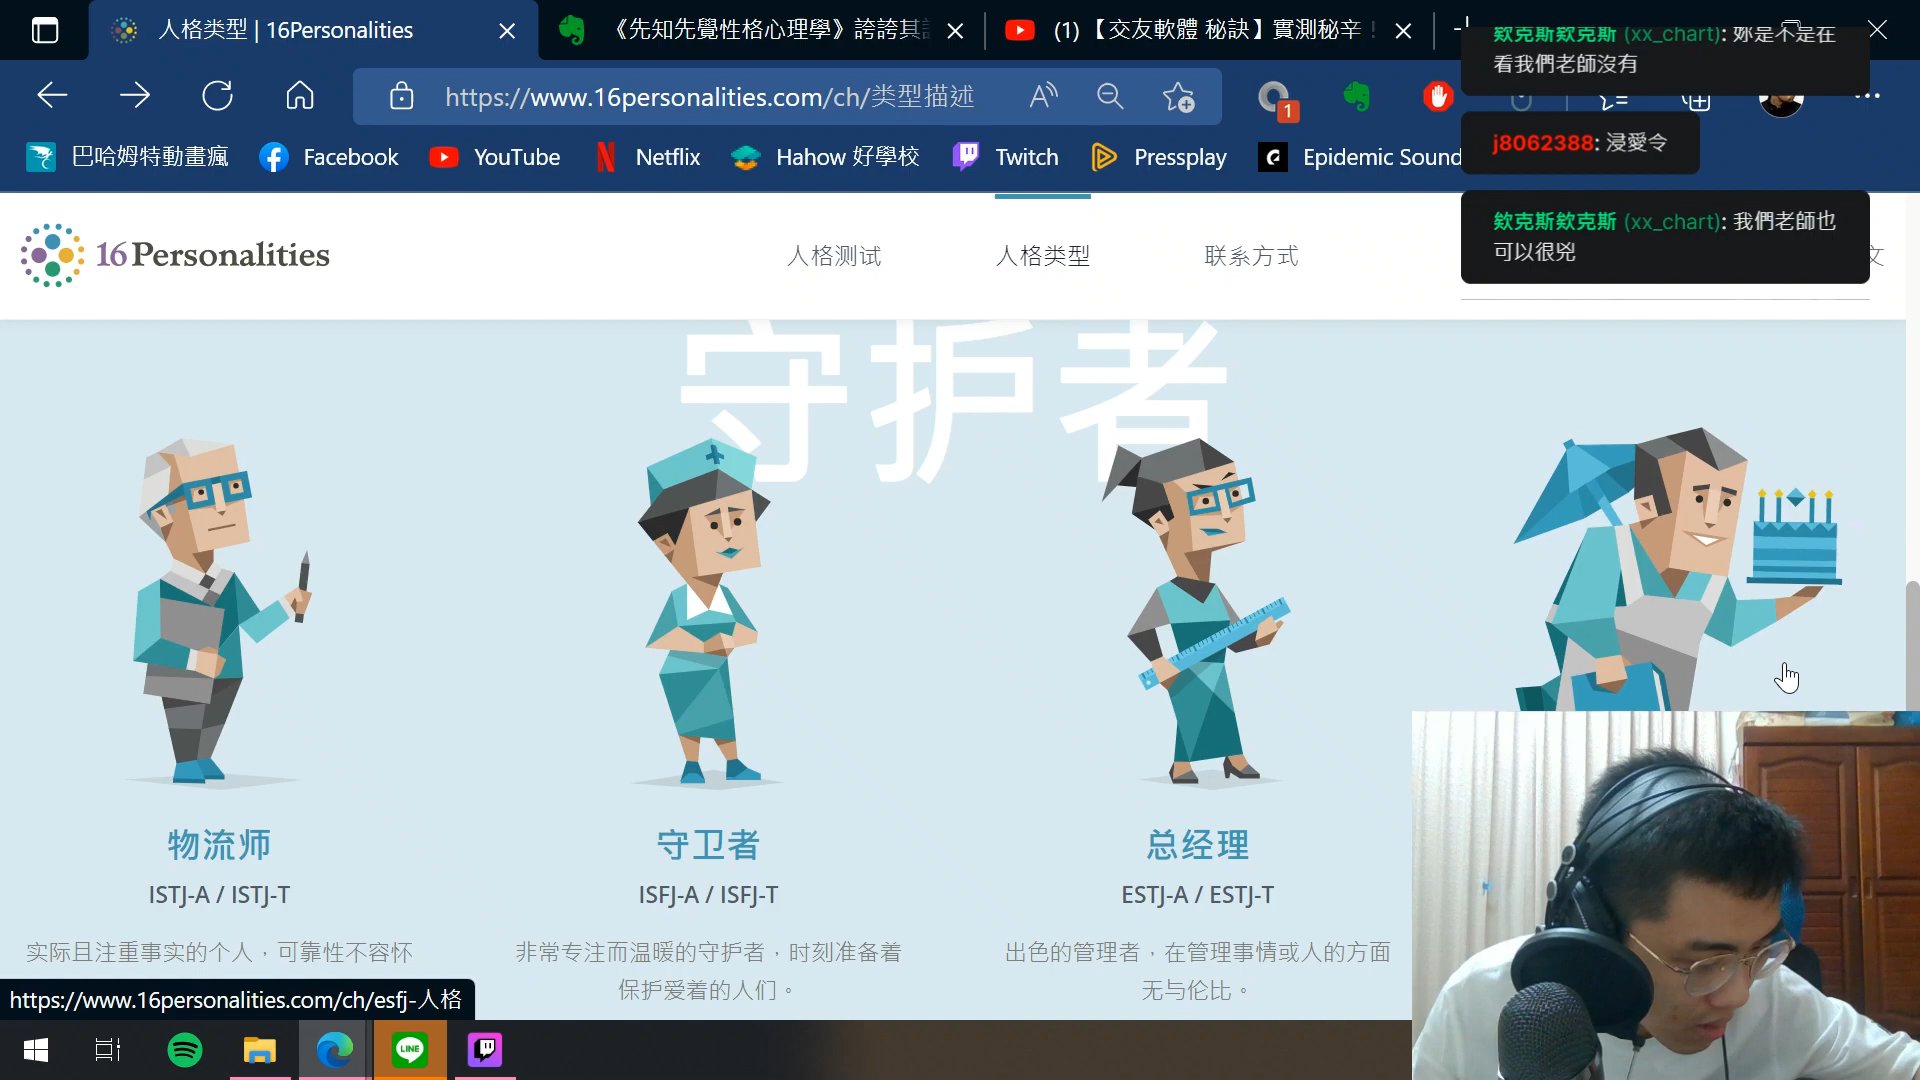 人格类型 | 16Personalities
《先知先覺性格心理學》誇誇其
(1) 【交友軟體 秘訣】實測秘辛！
欸克斯欸克斯 (xx_chart): 妳是不是在
看我們老師沒有
https://www.16personalities.com/ch/类型描述
1
j8062388: 浸愛令
巴哈姆特動畫瘋
Facebook
YouTube
Netflix
Hahow 好學校
Twitch
Pressplay
Epidemic Sound
欸克斯欸克斯 (xx_chart): 我們老師也
可以很兇
16Personalities
人格测试
人格类型
联系方式
文
守护者
物流师
守卫者
总经理
ISTJ-A / ISTJ-T
ISFJ-A / ISFJ-T
ESTJ-A / ESTJ-T
实际且注重事实的个人，可靠性不容怀
非常专注而温暖的守护者，时刻准备着
保护爱着的人们。
出色的管理者，在管理事情或人的方面
无与伦比。
https://www.16personalities.com/ch/esfj-人格
LINE